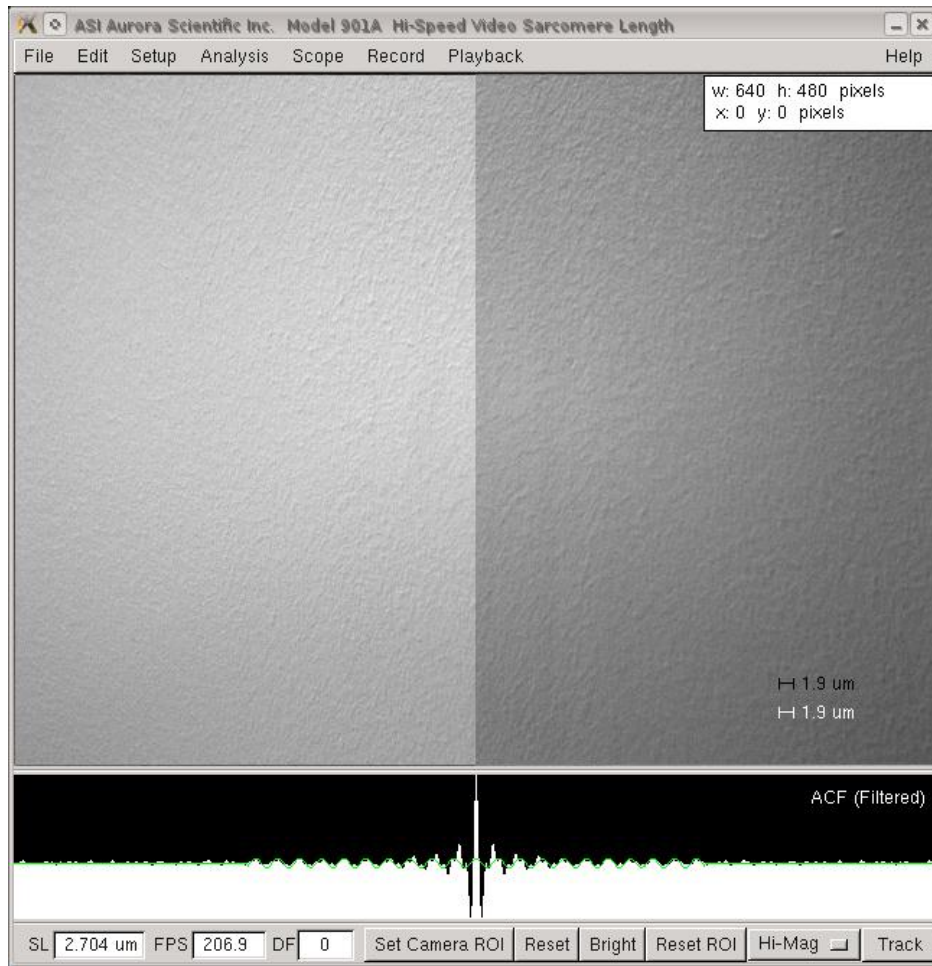 ASI Aurora Scientific Inc. Model 901A Hi-Speed Video Sarcomere Length
File Edit Setup Analysis Scope Record Playback Help
w: 640 h: 480 pixels
x: 0 y: 0 pixels
1.9 um
1.9 um
ACF (Filtered)
SL 2.704 um FPS 206.9 DF 0 Set Camera ROI Reset Bright Reset ROI Hi-Mag Track